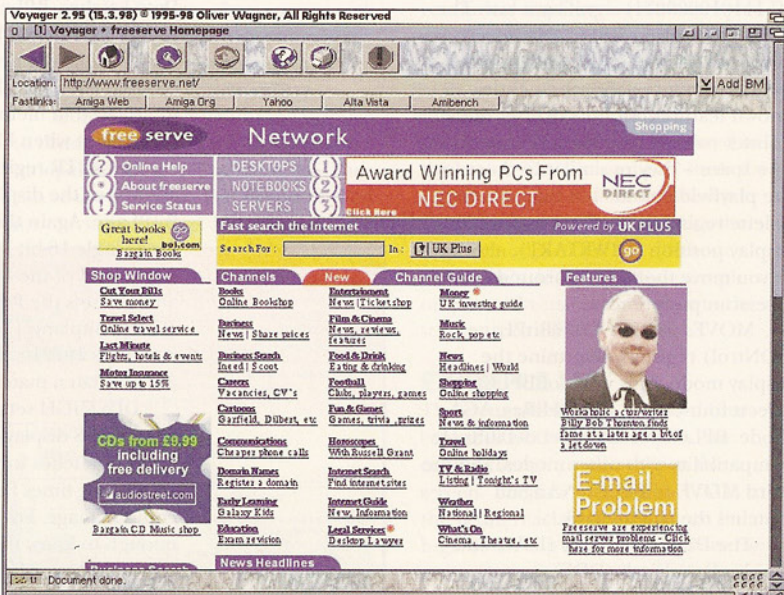 Voyager 2.95 (15.3.98) © 1995-98 Oliver Wagner, All Rights Reserved
[1] Voyager • freeserve Homepage
Location: http://www.freeserve.net/ Add BM
Fastlinks: Amiga Web Amiga Org Yahoo Alta Vista Amibench
free serve Network Shopping
? Online Help
* About freeserve
! Service Status
DESKTOPS 1
NOTEBOOKS 2
SERVERS 3
Award Winning PCs From
NEC DIRECT
NEC
DIRECT
Click Here
Great books
here!
bol.com
Bargain Books
Fast search the Internet Powered by UK PLUS
Search For: In: UK Plus go
Shop Window
Cut Your Bills
Save money
Travel Select
Online travel service
Last Minute
Flights, hotels & events
Motor Insurance
Save up to 15%
CDs from £9.99
including
free delivery
audiostreet.com
Bargain CD Music shop
Business Search
Channels New Channel Guide
Books
Online Bookshop
Business
News | Share prices
Business Search
Ineed | Scoot
Careers
Vacancies, CV's
Cartoons
Garfield, Dilbert, etc
Communications
Cheaper phone calls
Domain Names
Register a domain
Early Learning
Galaxy Kids
Education
Exam revision
Entertainment
News | Ticket shop
Film & Cinema
News, reviews,
features
Food & Drink
Eating & drinking
Football
Clubs, players, games
Fun & Games
Games, trivia ,prizes
Horoscopes
With Russell Grant
Internet Search
Find internet sites
Internet Guide
New, Information
Legal Services
Desktop Lawyer
Money
UK investing guide
Music
Rock, pop etc
News
Headlines | World
Shopping
Online shopping
Sport
News & information
Travel
Online holidays
TV & Radio
Listing | Tonight's TV
Weather
National | Regional
What's On
Cinema, Theatre, etc
News Headlines
Features
Workaholic actor/writer
Billy Bob Thornton finds
fame at a later age a bit of
a letdown
E-mail
Problem
Freeserve are experiencing
mail server problems - Click
here for more information
Document done.